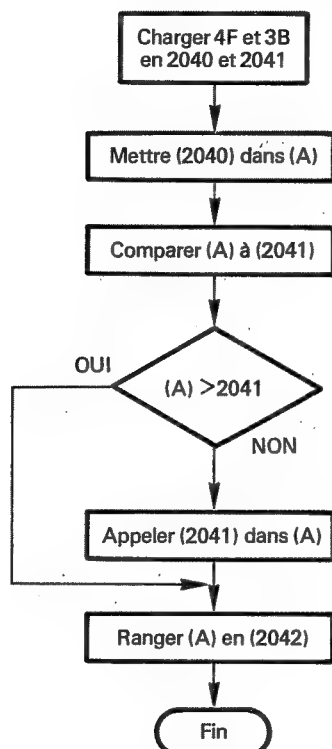 Charger 4F et 3B
en 2040 et 2041
Mettre (2040) dans (A)
Comparer (A) à (2041)
(A) >2041
OUI
NON
Appeler (2041) dans (A)
Ranger (A) en (2042)
Fin